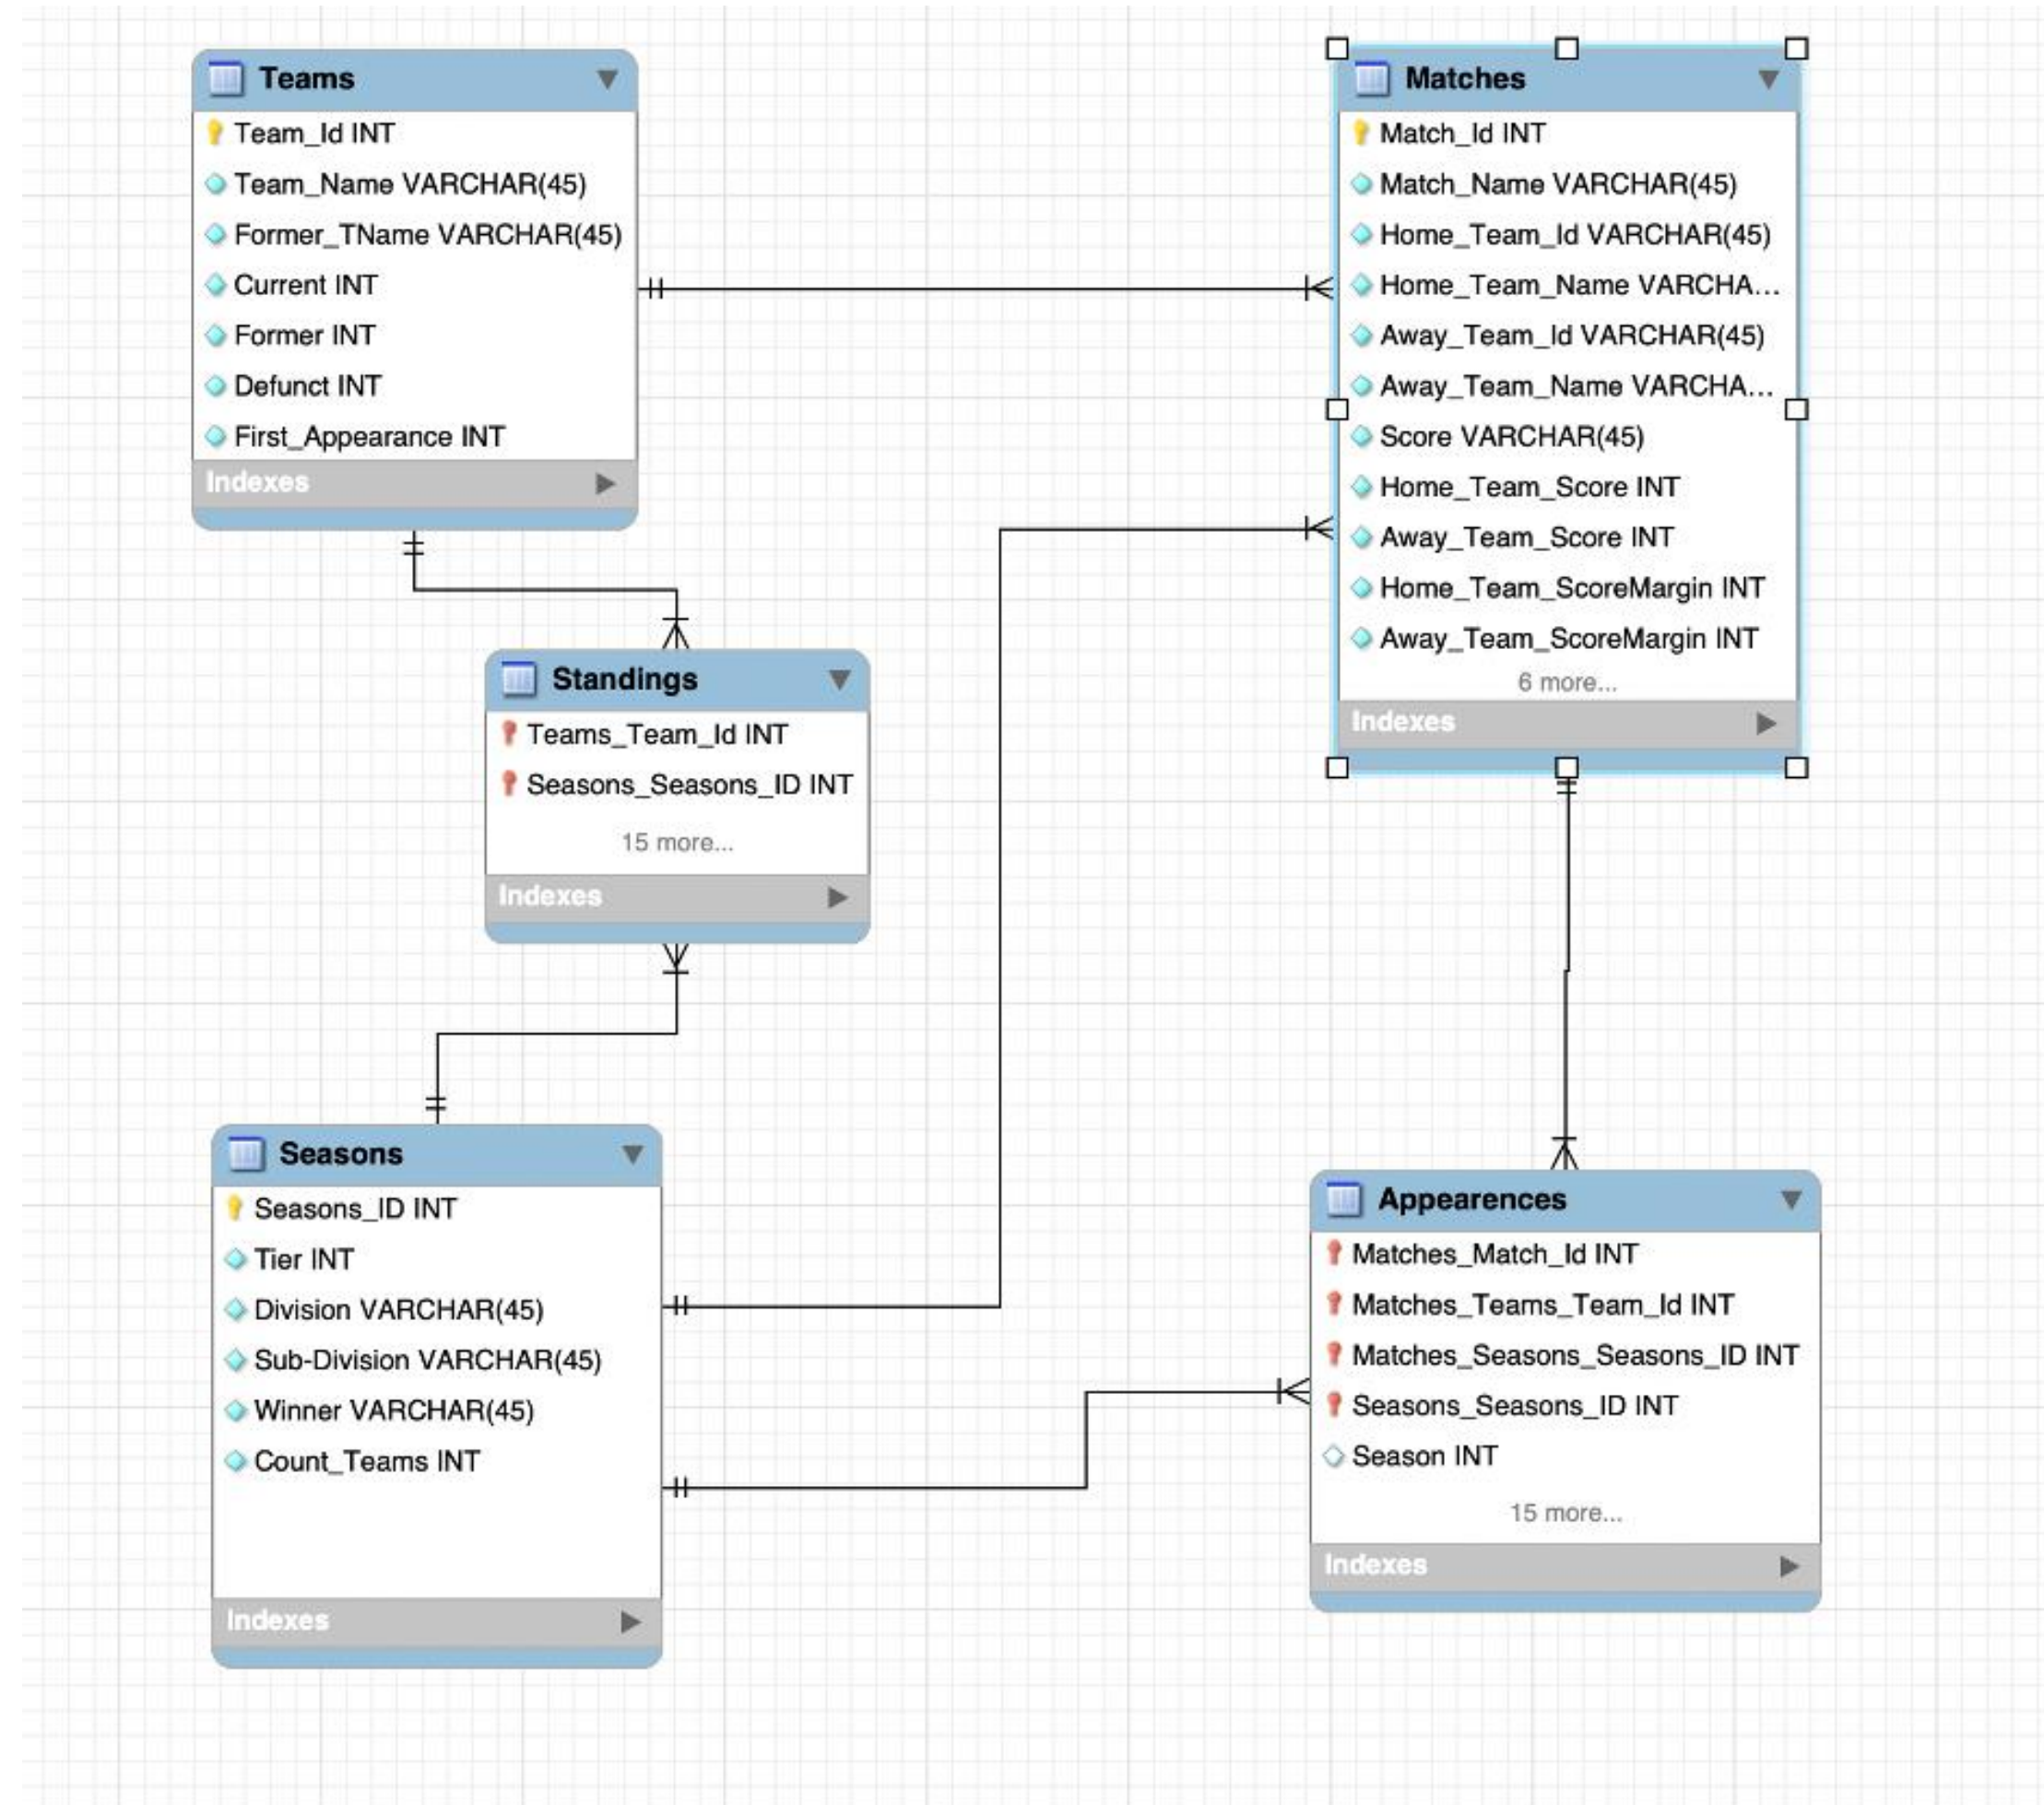 Teams
Team_Id INT
Team_Name VARCHAR(45)
Former_TName VARCHAR(45)
Current INT
Former INT
Defunct INT
First_Appearance INT
Indexes
Matches
Match_Id INT
Match_Name VARCHAR(45)
Home_Team_Id VARCHAR(45)
Home_Team_Name VARCHA...
Away_Team_Id VARCHAR(45)
Away_Team_Name VARCHA...
Score VARCHAR(45)
Home_Team_Score INT
Away_Team_Score INT
Home_Team_ScoreMargin INT
Away_Team_ScoreMargin INT
6 more...
Indexes
Standings
Teams_Team_Id INT
Seasons_Seasons_ID INT
15 more...
Indexes
Seasons
Seasons_ID INT
Tier INT
Division VARCHAR(45)
Sub-Division VARCHAR(45)
Winner VARCHAR(45)
Count_Teams INT
Indexes
Appearences
Matches_Match_Id INT
Matches_Teams_Team_Id INT
Matches_Seasons_Seasons_ID INT
Seasons_Seasons_ID INT
Season INT
15 more...
Indexes